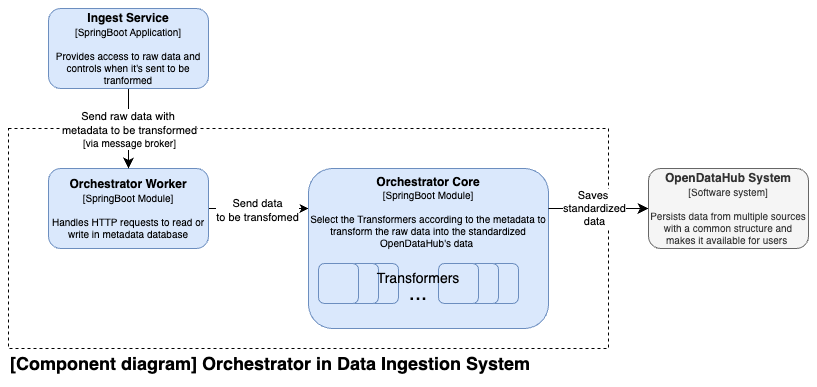 Ingest Service
[SpringBoot Application]
Provides access to raw data and
controls when it's sent to be
tranformed
Send raw data with
metadata to be transformed
[via message broker]
Orchestrator Worker
[SpringBoot Module]
Handles HTTP requests to read or
write in metadata database
Send data
to be transfomed
Orchestrator Core
[SpringBoot Module]
Select the Transformers according to the metadata to
transform the raw data into the standardized
OpenDataHub's data
Transformers
...
Saves
standardized
data
OpenDataHub System
[Software system]
Persists data from multiple sources
with a common structure and
makes it available for users
[Component diagram] Orchestrator in Data Ingestion System